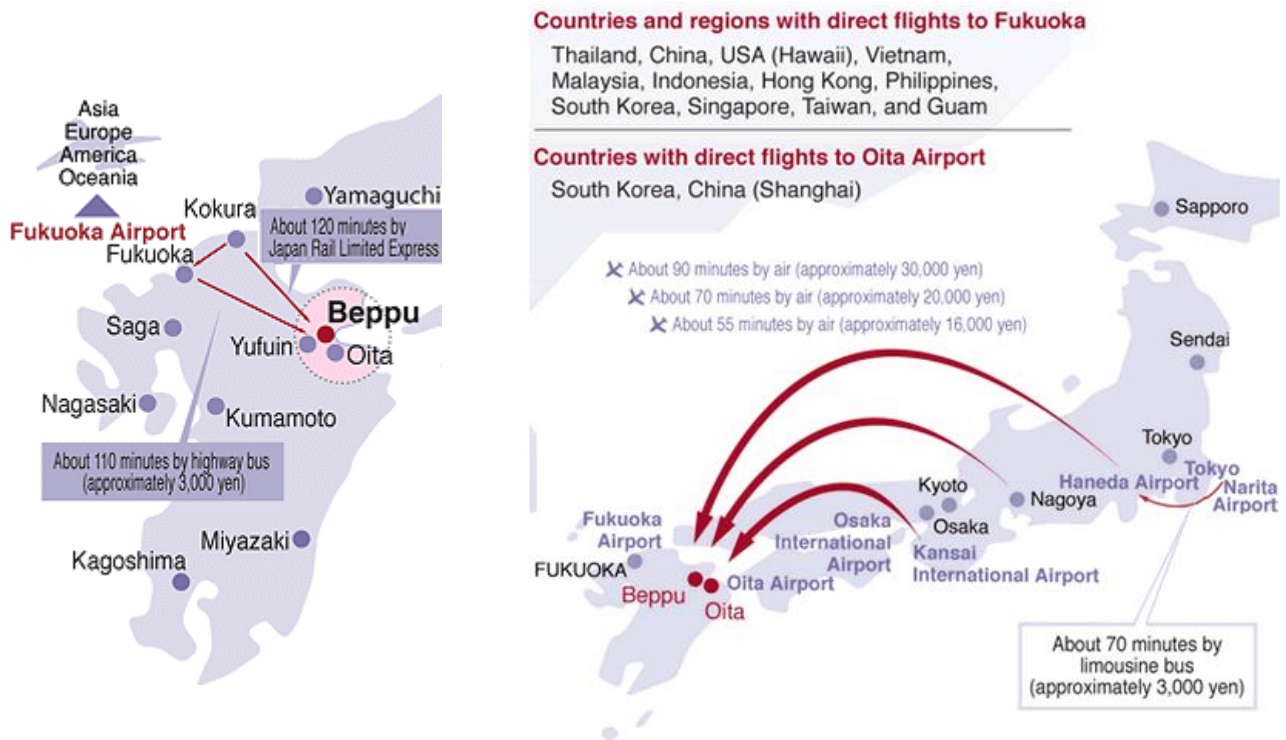 Asia
Europe
America
Oceania
Fukuoka Airport
Kokura
Yamaguchi
About 120 minutes by
Japan Rail Limited Express
Fukuoka
Saga
Beppu
Yufuin
Oita
Nagasaki
Kumamoto
About 110 minutes by highway bus
(approximately 3,000 yen)
Miyazaki
Kagoshima
Countries and regions with direct flights to Fukuoka
Thailand, China, USA (Hawaii), Vietnam,
Malaysia, Indonesia, Hong Kong, Philippines,
South Korea, Singapore, Taiwan, and Guam
Countries with direct flights to Oita Airport
South Korea, China (Shanghai)
Sapporo
About 90 minutes by air (approximately 30,000 yen)
About 70 minutes by air (approximately 20,000 yen)
About 55 minutes by air (approximately 16,000 yen)
Sendai
Tokyo
Haneda Airport
Tokyo
Narita
Airport
Kyoto
Nagoya
Osaka
Osaka
International
Airport
Kansai
International Airport
Fukuoka
Airport
FUKUOKA
Beppu
Oita Airport
Oita
About 70 minutes by
limousine bus
(approximately 3,000 yen)